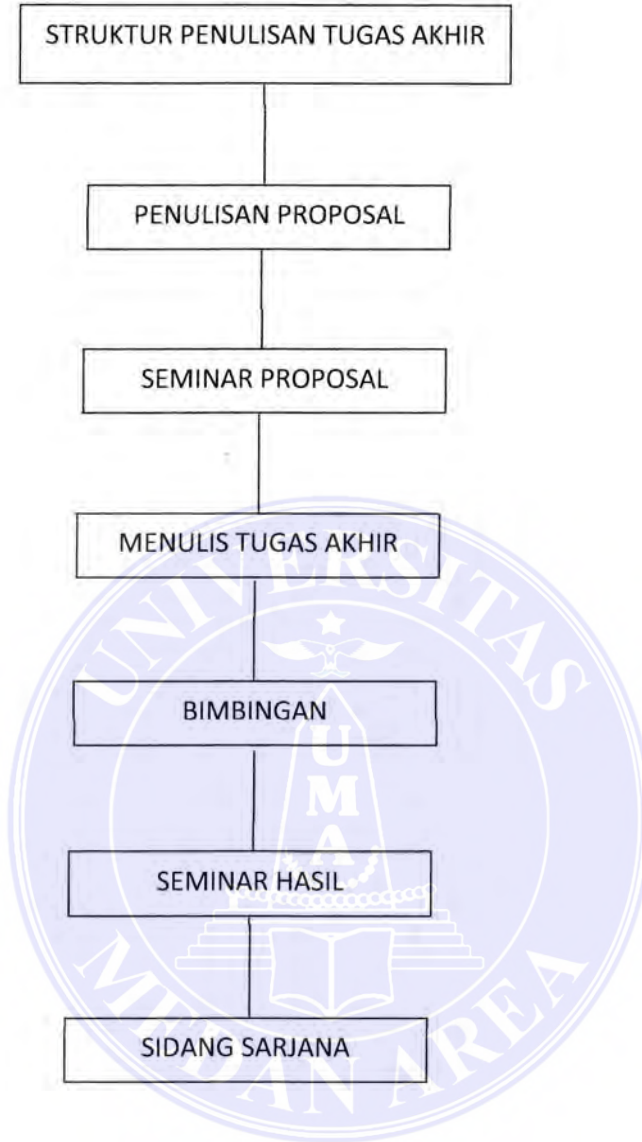 STRUKTUR PENULISAN TUGAS AKHIR
PENULISAN PROPOSAL
SEMINAR PROPOSAL
MENULIS TUGAS AKHIR
BIMBINGAN
SEMINAR HASIL
SIDANG SARJANA
UNIVERSITAS
UMA
MEDAN AREA